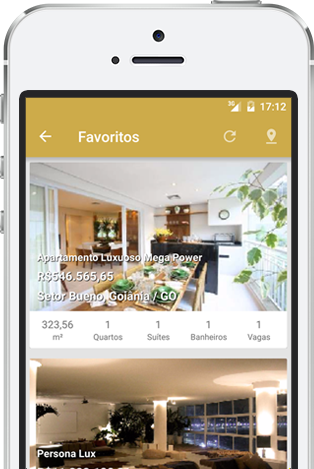 3G 17:12
Favoritos
Apartamento Luxuoso Mega Power
R$546.565,65
Setor Bueno, Goiânia / GO
323,56 1 1 1 1
m² Quartos Suítes Banheiros Vagas
Persona Lux